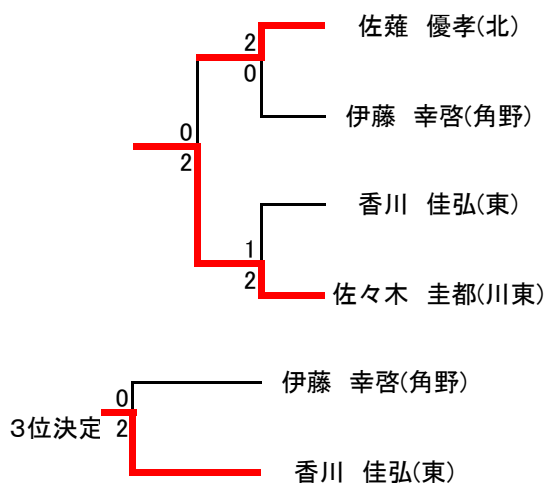 2
佐薙 優孝(北)
0
伊藤 幸啓(角野)
0
2
香川 佳弘(東)
1
2
佐々木 圭都(川東)
伊藤 幸啓(角野)
0
3位決定
2
香川 佳弘(東)